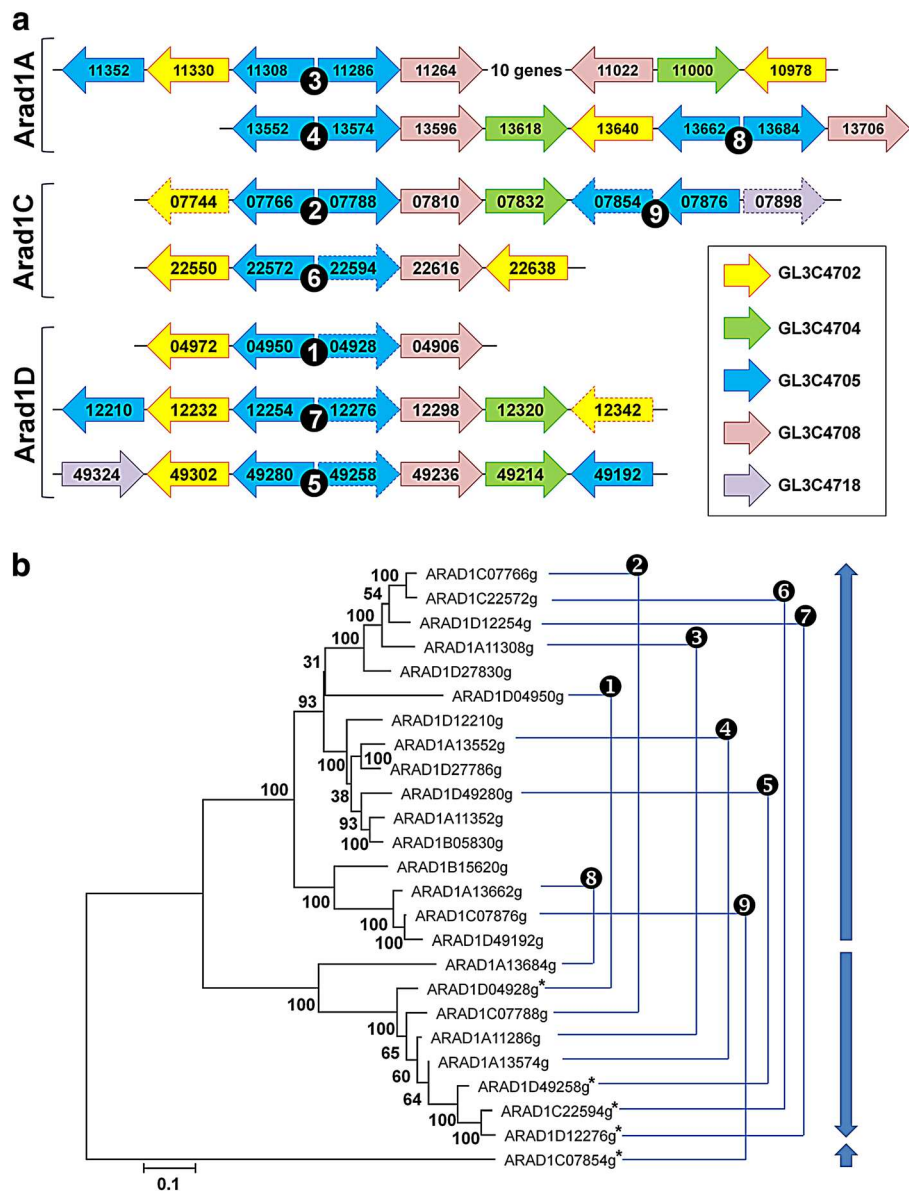 a
Arad1A
11352 11330 11308 11286 11264 10 genes 11022 11000 10978
3
13552 13574 13596 13618 13640 13662 13684 13706
4 8
Arad1C
07744 07766 07788 07810 07832 07854 07876 07898
2 9
22550 22572 22594 22616 22638
6
Arad1D
04972 04950 04928 04906
1
12210 12232 12254 12276 12298 12320 12342
7
49324 49302 49280 49258 49236 49214 49192
5
GL3C4702
GL3C4704
GL3C4705
GL3C4708
GL3C4718
b
100 ARAD1C07766g 2
54 ARAD1C22572g 6
100 ARAD1D12254g 7
ARAD1A11308g 3
31 ARAD1D27830g
93 ARAD1D04950g 1
ARAD1D12210g
100 100 ARAD1A13552g 4
ARAD1D27786g
100 38 ARAD1D49280g 5
93 ARAD1A11352g
100 ARAD1B05830g
ARAD1B15620g
100 ARAD1A13662g 8
100 ARAD1C07876g 9
100 ARAD1D49192g
ARAD1A13684g
100 ARAD1D04928g*
100 ARAD1C07788g
65 ARAD1A11286g
60 ARAD1A13574g
64 ARAD1D49258g*
100 ARAD1C22594g*
100 ARAD1D12276g*
ARAD1C07854g*
0.1